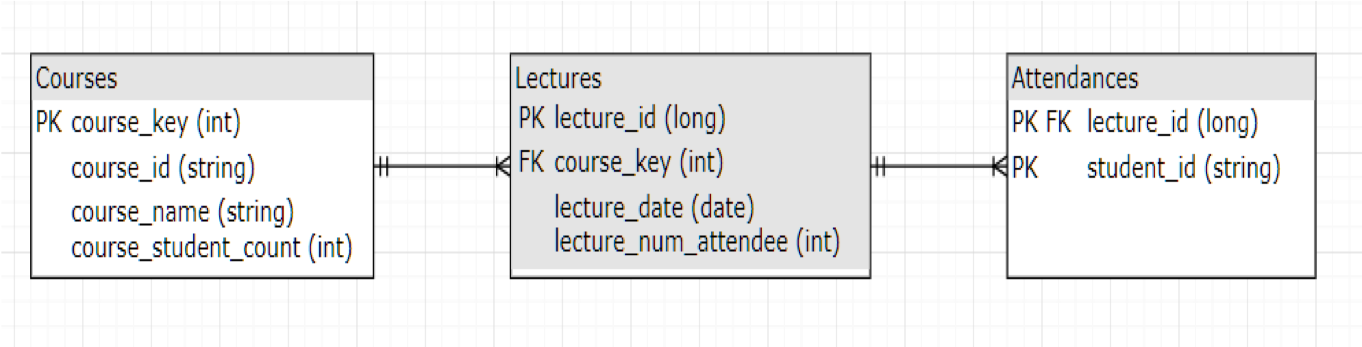 Courses
PK course_key (int)
course_id (string)
course_name (string)
course_student_count (int)
Lectures
PK lecture_id (long)
FK course_key (int)
lecture_date (date)
lecture_num_attendee (int)
Attendances
PK FK lecture_id (long)
PK student_id (string)